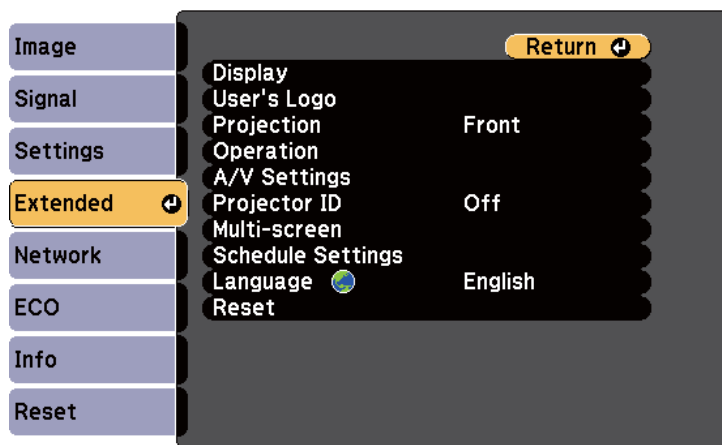 Image
Signal
Settings
Extended
Network
ECO
Info
Reset
Return
Display
User's Logo
Projection Front
Operation
A/V Settings
Projector ID Off
Multi-screen
Schedule Settings
Language English
Reset